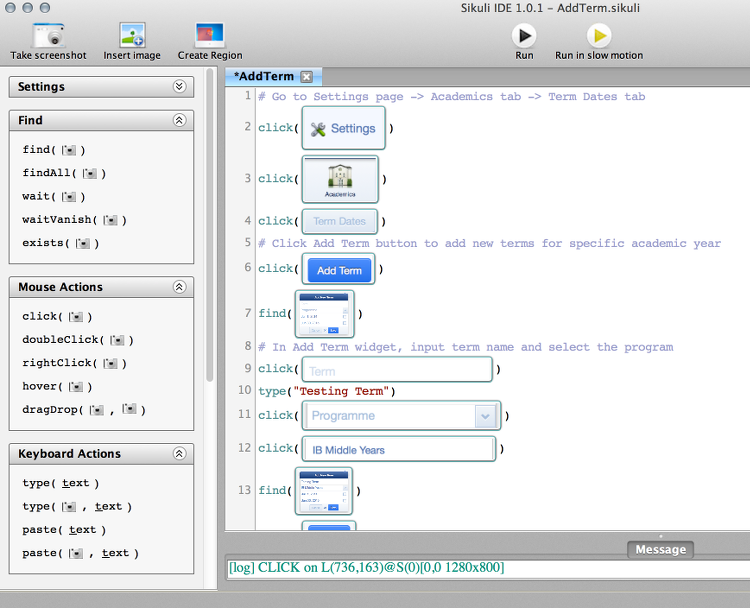 Sikuli IDE 1.0.1 - AddTerm.sikuli
Take screenshot
Insert image
Create Region
Run
Run in slow motion
Settings
Find
find( )
findAll( )
wait( )
waitVanish( )
exists( )
Mouse Actions
click( )
doubleClick( )
rightClick( )
hover( )
dragDrop( , )
Keyboard Actions
type( text )
type( , text )
paste( text )
paste( , text )
*AddTerm
1 # Go to Settings page -> Academics tab -> Term Dates tab
2 click( Settings )
3 click( Academics )
4 click( Term Dates )
5 # Click Add Term button to add new terms for specific academic year
6 click( Add Term )
7 find( )
8 # In Add Term widget, input term name and select the program
9 click( Term )
10 type("Testing Term")
11 click( Programme )
12 click( IB Middle Years )
13 find( )
Message
[log] CLICK on L(736,163)@S(0)[0,0 1280x800]